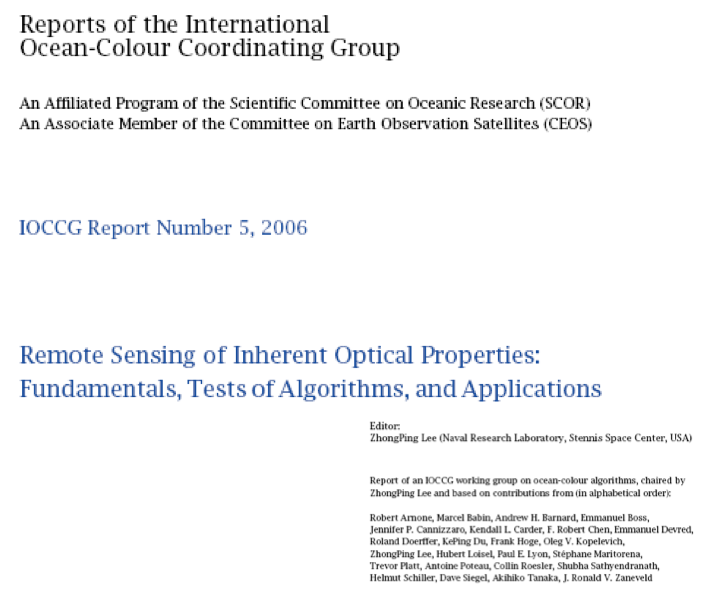 Reports of the International
Ocean-Colour Coordinating Group
An Affiliated Program of the Scientific Committee on Oceanic Research (SCOR)
An Associate Member of the Committee on Earth Observation Satellites (CEOS)
IOCCG Report Number 5, 2006
Remote Sensing of Inherent Optical Properties:
Fundamentals, Tests of Algorithms, and Applications
Editor:
ZhongPing Lee (Naval Research Laboratory, Stennis Space Center, USA)
Report of an IOCCG working group on ocean-colour algorithms, chaired by
ZhongPing Lee and based on contributions from (in alphabetical order):
Robert Arnone, Marcel Babin, Andrew H. Barnard, Emmanuel Boss,
Jennifer P. Cannizzaro, Kendall L. Carder, F. Robert Chen, Emmanuel Devred,
Roland Doerffer, KePing Du, Frank Hoge, Oleg V. Kopelevich,
ZhongPing Lee, Hubert Loisel, Paul E. Lyon, Stéphane Maritorena,
Trevor Platt, Antoine Poteau, Collin Roesler, Shubha Sathyendranath,
Helmut Schiller, Dave Siegel, Akihiko Tanaka, J. Ronald V. Zaneveld